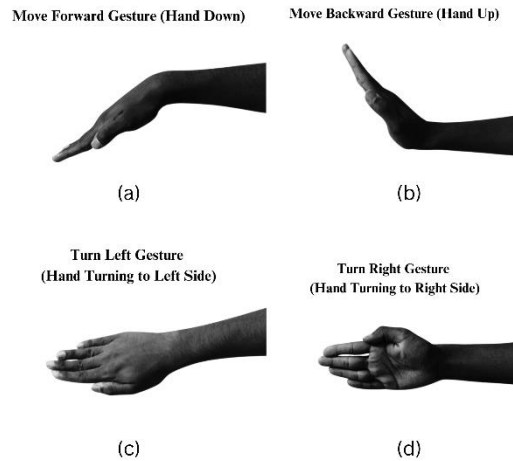 Move Forward Gesture (Hand Down)
Move Backward Gesture (Hand Up)
(a)
(b)
Turn Left Gesture
(Hand Turning to Left Side)
Turn Right Gesture
(Hand Turning to Right Side)
(c)
(d)